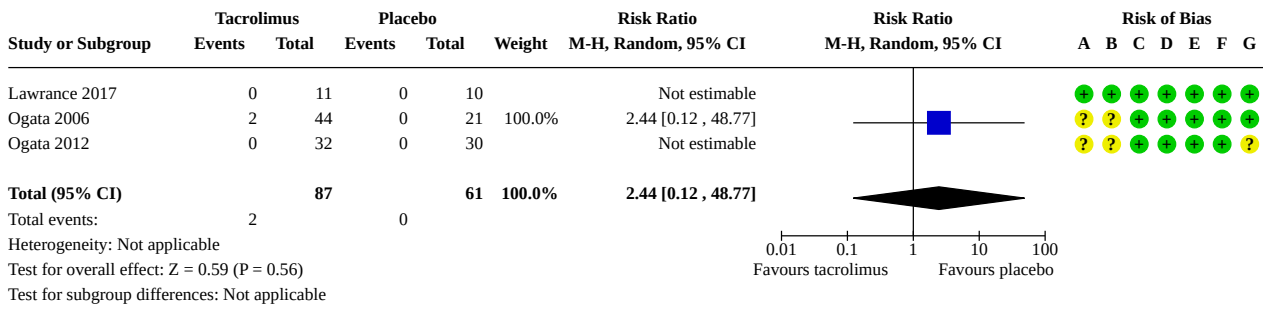 Tacrolimus Placebo Risk Ratio Risk Ratio Risk of Bias
Study or Subgroup Events Total Events Total Weight M-H, Random, 95% CI M-H, Random, 95% CI A B C D E F G
Lawrance 2017 0 11 0 10 Not estimable + + + + + + +
Ogata 2006 2 44 0 21 100.0% 2.44 [0.12 , 48.77] ? ? + + + + +
Ogata 2012 0 32 0 30 Not estimable ? ? + + + + ?
Total (95% CI) 87 61 100.0% 2.44 [0.12 , 48.77]
Total events: 2 0
Heterogeneity: Not applicable
0.01 0.1 1 10 100
Test for overall effect: Z = 0.59 (P = 0.56)
Favours tacrolimus Favours placebo
Test for subgroup differences: Not applicable